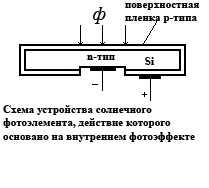 поверхностная
пленка р-типа
ф
n-тип
Si
–
+
Схема устройства солнечного
фотоэлемента, действие которого
основано на внутреннем фотоэффекте